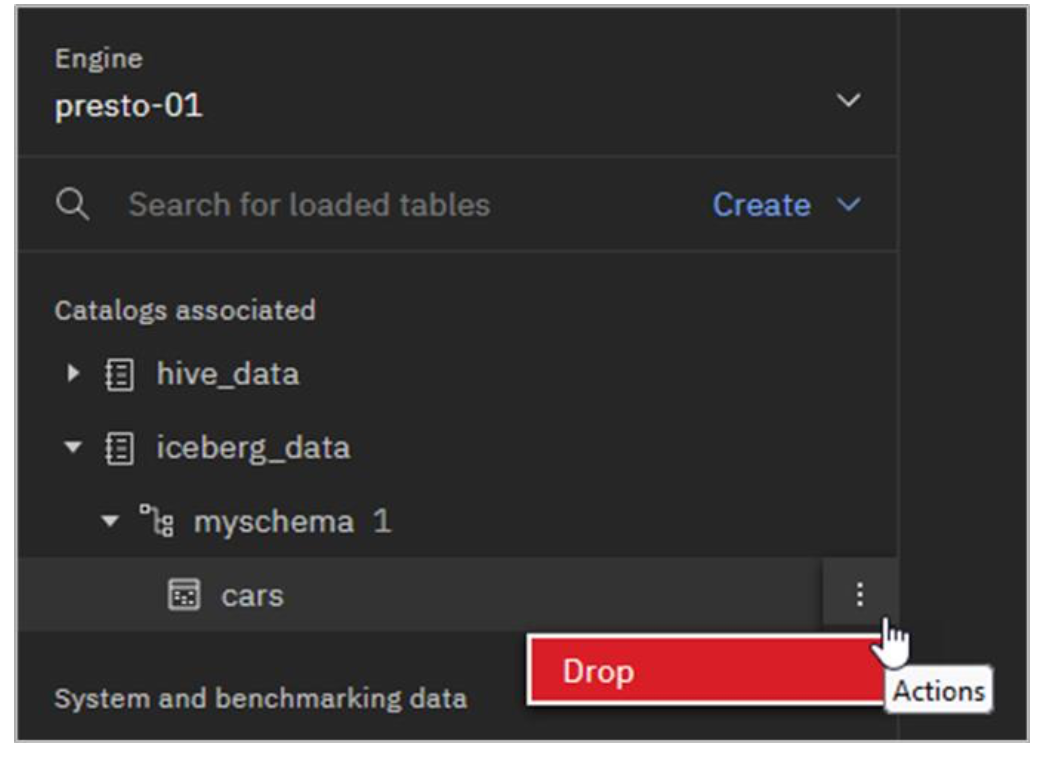 Engine
presto-01
Search for loaded tables Create
Catalogs associated
hive_data
iceberg_data
myschema 1
cars
Drop
Actions
System and benchmarking data